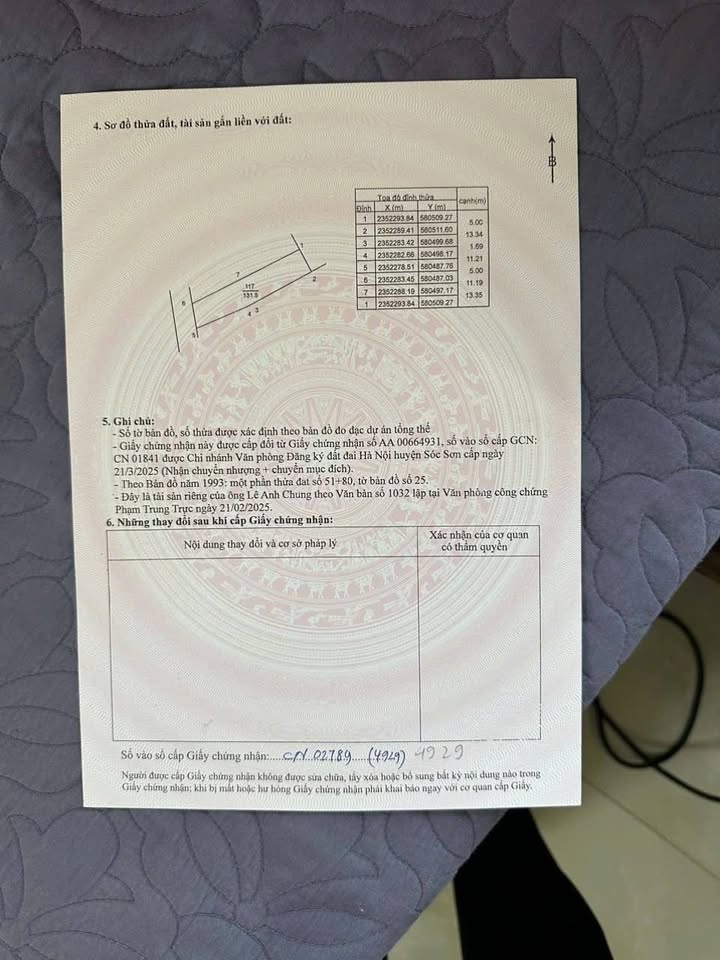 4. Sơ đồ thửa đất, tài sản gắn liền với đất:
B
Tọa độ đỉnh thửa
cạnh(m)
Đỉnh X (m) Y (m)
1 2352293.84 580509.27
5.00
2 2352289.41 580511.60
13.34
3 2352283.42 580499.68
1.69
4 2352282.66 580498.17
11.21
5 2352278.51 580487.76
5.00
6 2352283.45 580487.03
11.19
7 2352288.19 580497.17
13.35
1 2352293.84 580509.27
1
7
2
117
131.5
6
4 3
5
5. Ghi chú:
- Số tờ bản đồ, số thửa được xác định theo bản đồ đo đạc dự án tổng thể
- Giấy chứng nhận này được cấp đổi từ Giấy chứng nhận số AA 00664931, số vào sổ cấp GCN:
CN 01841 được Chi nhánh Văn phòng Đăng ký đất đai Hà Nội huyện Sóc Sơn cấp ngày
21/3/2025 (Nhận chuyển nhượng + chuyển mục đích).
- Theo Bản đồ năm 1993: một phần thửa đất số 51+80, tờ bản đồ số 25.
- Đây là tài sản riêng của ông Lê Anh Chung theo Văn bản số 1032 lập tại Văn phòng công chứng
Phạm Trung Trực ngày 21/02/2025.
6. Những thay đổi sau khi cấp Giấy chứng nhận:
Nội dung thay đổi và cơ sở pháp lý
Xác nhận của cơ quan
có thẩm quyền
Số vào sổ cấp Giấy chứng nhận:....CN 02789.....(4929) 4929
Người được cấp Giấy chứng nhận không được sửa chữa, tẩy xóa hoặc bổ sung bất kỳ nội dung nào trong
Giấy chứng nhận; khi bị mất hoặc hư hỏng Giấy chứng nhận phải khai báo ngay với cơ quan cấp Giấy.